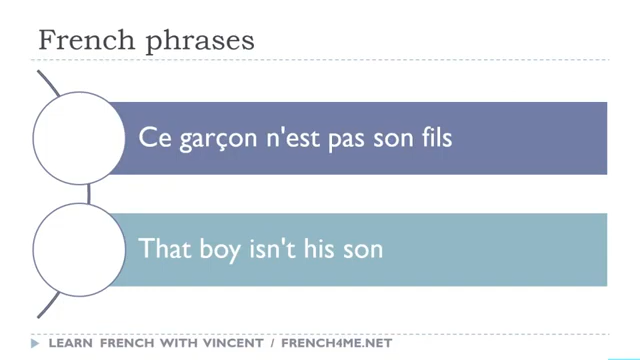 French phrases
Ce garçon n'est pas son fils
That boy isn't his son
LEARN FRENCH WITH VINCENT / FRENCH4ME.NET